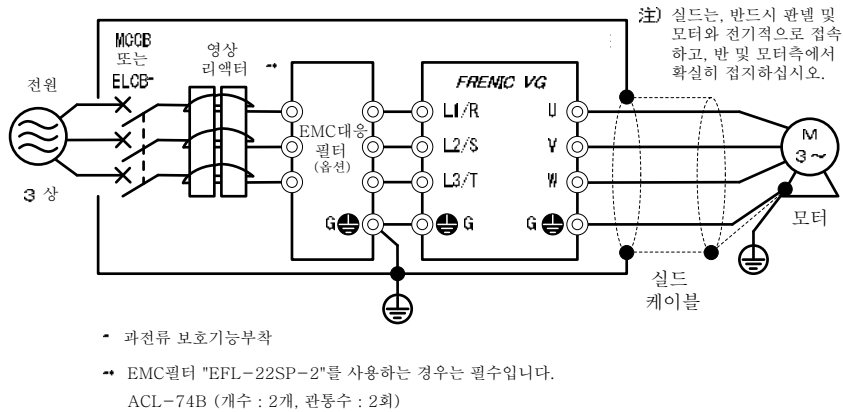 注) 실드는, 반드시 판넬 및
모터와 전기적으로 접속
하고, 반 및 모터측에서
확실히 접지하십시오.
MCCB
또는
ELCB
영상
리액터
전원
3 상
EMC대응
필터
(옵션)
G
FRENIC VG
L1/R
L2/S
L3/T
G
U
V
W
G
M
3~
모터
실드
케이블
과전류 보호기능부착
EMC필터 "EFL-22SP-2"를 사용하는 경우는 필수입니다.
ACL-74B (개수 : 2개, 관통수 : 2회)